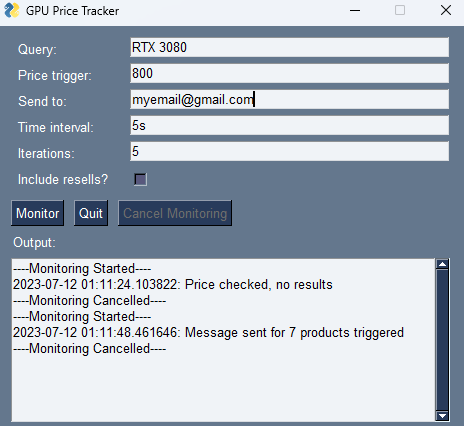 GPU Price Tracker
Query: RTX 3080
Price trigger: 800
Send to: myemail@gmail.com
Time interval: 5s
Iterations: 5
Include resells?
Monitor Quit Cancel Monitoring
Output:
----Monitoring Started----
2023-07-12 01:11:24.103822: Price checked, no results
----Monitoring Cancelled----
----Monitoring Started----
2023-07-12 01:11:48.461646: Message sent for 7 products triggered
----Monitoring Cancelled----